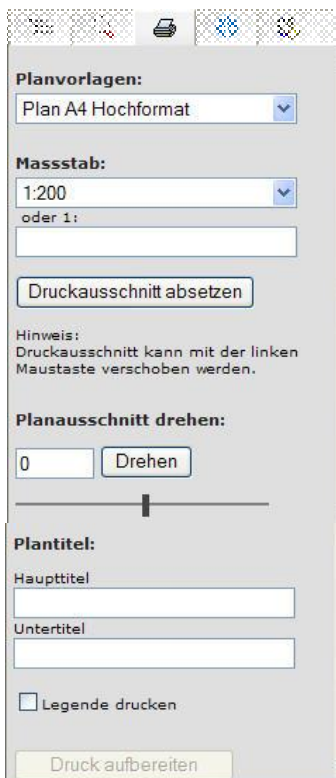 Planvorlagen:
Plan A4 Hochformat
Massstab:
1:200
oder 1:
Druckausschnitt absetzen
Hinweis:
Druckausschnitt kann mit der linken
Maustaste verschoben werden.
Planausschnitt drehen:
0 Drehen
Plantitel:
Haupttitel
Untertitel
Legende drucken
Druck aufbereiten